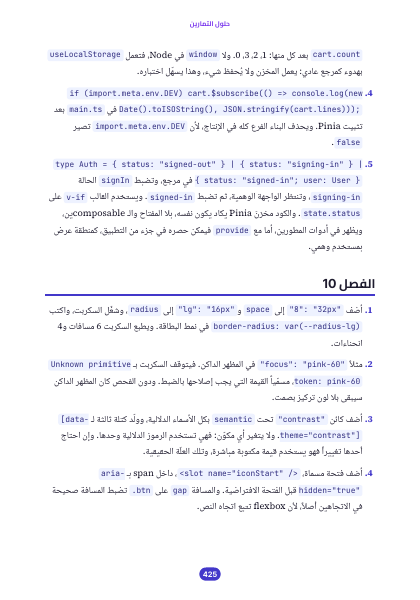 حلول التمارين
cart.count بعد كل منها: 1، 2، 3، 0. ولا window في Node، فتعمل useLocalStorage
بهدوء كمرجع عادي: يعمل المخزن ولا يُحفظ شيء، وهذا يسهّل اختباره.
4. if (import.meta.env.DEV) cart.$subscribe(() => console.log(new
Date().toISOString(), JSON.stringify(cart.lines))); في main.ts بعد
تثبيت Pinia. ويحذف البناء الفرع كله في الإنتاج، لأن import.meta.env.DEV تصير
false .
5. type Auth = { status: "signed-out" } | { status: "signing-in" } |
{ status: "signed-in"; user: User } في مرجع، وتضبط signIn الحالة
signing-in ، وتنتظر الواجهة الوهمية، ثم تضبط signed-in . ويستخدم الغالب v-if على
state.status . والكود مخزن Pinia يكاد يكون نفسه، بلا المفتاح والـ composableين،
ويظهر في أدوات المطورين، أما مع provide فيمكن حصره في جزء من التطبيق، كمنطقة عرض
بمستخدم وهمي.
الفصل 10
1. أضف "8": "32px" إلى space و "lg": "16px" إلى radius ، وشغّل السكربت، واكتب
border-radius: var(--radius-lg) في نمط البطاقة. ويطبع السكربت 6 مسافات و4
انحناءات.
2. مثلاً "focus": "pink-60" في المظهر الداكن. فيتوقف السكربت بـ Unknown primitive
token: pink-60، مسمّياً القيمة التي يجب إصلاحها بالضبط. ودون الفحص كان المظهر الداكن
سيبقى بلا لون تركيز بصمت.
3. أضف كائن "contrast" تحت semantic بكل الأسماء الدلالية، وولّد كتلة ثالثة لـ [data-
theme="contrast"]. ولا يتغير أي مكوّن: فهي تستخدم الرموز الدلالية وحدها. وإن احتاج
أحدها تغييراً فهو يستخدم قيمة مكتوبة مباشرة، وتلك العلّة الحقيقية.
4. أضف فتحة مسماة، <slot name="iconStart" />، داخل span بـ aria-
hidden="true" قبل الفتحة الافتراضية. والمسافة gap على .btn تضبط المسافة صحيحة
في الاتجاهين أصلاً، لأن flexbox تتبع اتجاه النص.
425